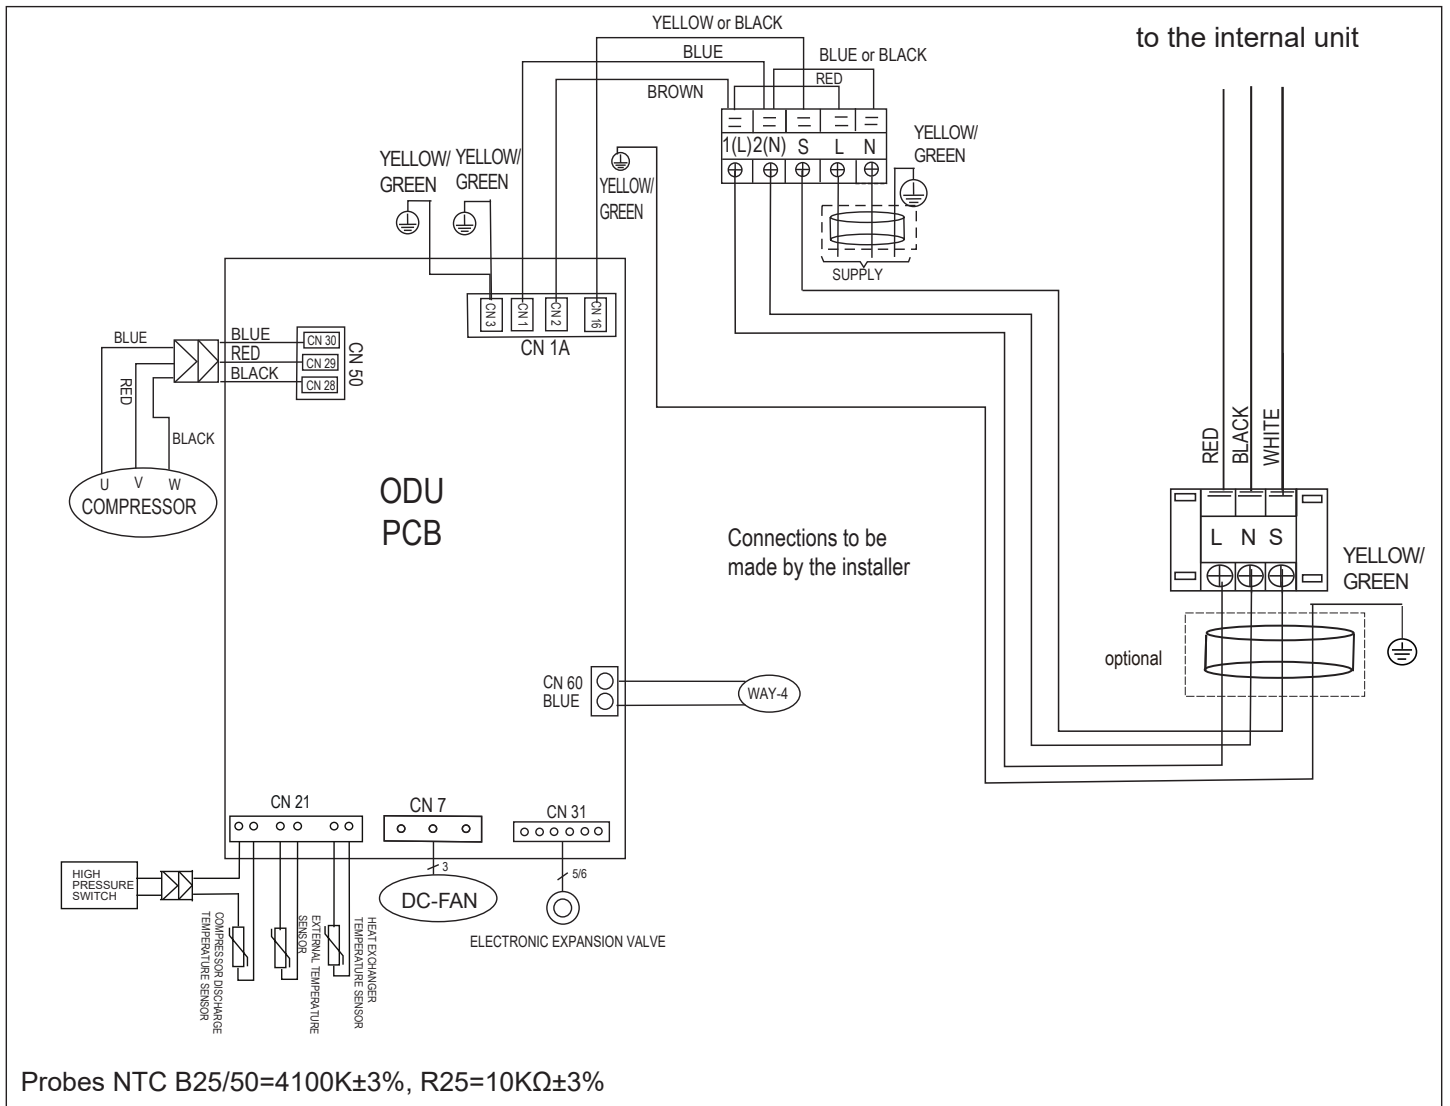 YELLOW or BLACK
to the internal unit
BLUE
BLUE or BLACK
RED
BROWN
1(L) 2(N) S L N
YELLOW/
GREEN
YELLOW/
GREEN
YELLOW/
GREEN
YELLOW/
GREEN
SUPPLY
CN 3
CN 1
CN 2
CN 16
CN 1A
BLUE
RED
BLACK
BLUE
RED
BLACK
CN 30
CN 29
CN 28
CN 50
U V W
COMPRESSOR
ODU
PCB
Connections to be
made by the installer
RED
BLACK
WHITE
L N S
YELLOW/
GREEN
optional
CN 60
BLUE
WAY-4
CN 21
CN 7
CN 31
HIGH
PRESSURE
SWITCH
3
5/6
DC-FAN
ELECTRONIC EXPANSION VALVE
COMPRESSOR DISCHARGE
TEMPERATURE SENSOR
EXTERNAL TEMPERATURE
SENSOR
HEAT EXCHANGER
TEMPERATURE SENSOR
Probes NTC B25/50=4100K±3%, R25=10KΩ±3%